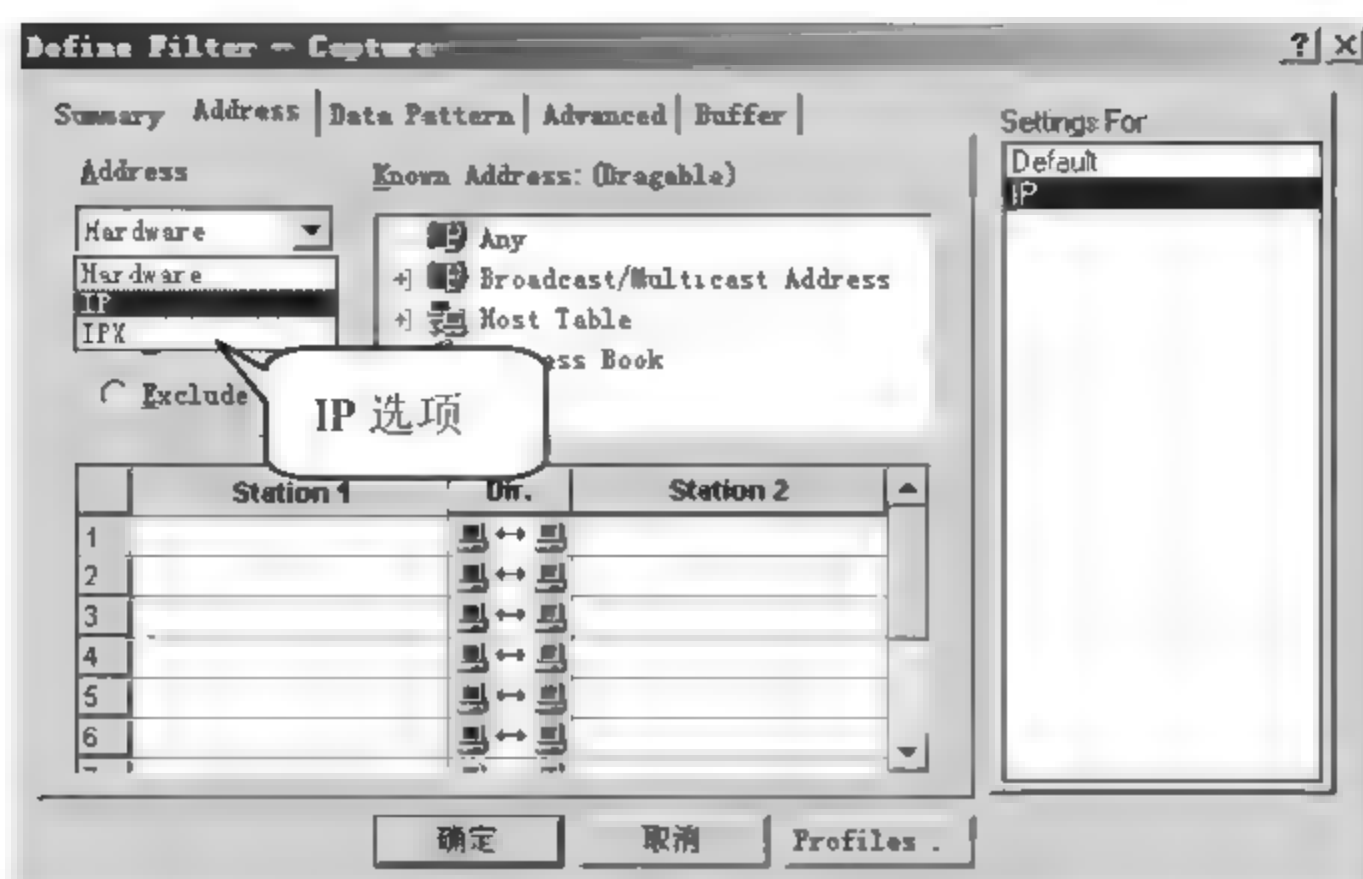 Define Filter - Capture
Summary Address Data Pattern Advanced Buffer
Address
Known Address: (Dragable)
Settings For
Default
IP
Hardware
Hardware
IP
IPX
Any
Broadcast/Multicast Address
Host Table
ess Book
Exclude
IP 选项
Station 1 Dir. Station 2
1
2
3
4
5
6
确定 取消 Profiles .